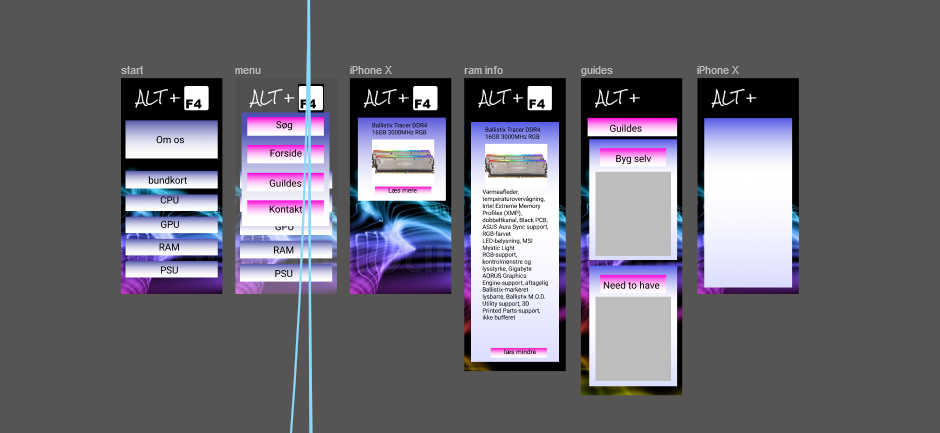 start
menu
iPhone X
ram info
guides
iPhone X
ALT + F4
Om os
bundkort
CPU
GPU
RAM
PSU
ALT + F4
Søg
Forside
Guildes
Kontakt
GPU
RAM
PSU
ALT + F4
Ballistix Tracer DDR4
16GB 3000MHz RGB
Læs mere
ALT + F4
Ballistix Tracer DDR4
16GB 3000MHz RGB
Varmeafleder,
temperaturovervågning,
Intel Extreme Memory
Profiles (XMP),
dobbeltkanal, Black PCB,
ASUS Aura Sync support,
RGB-farvet
LED-belysning, MSI
Mystic Light
RGB-support,
kontrolmønstre og
lysstyrke, Gigabyte
AORUS Graphics
Engine-support, aftagelig
Ballistix-markeret
lysbarre, Ballistix M.O.D.
Utility support, 3D
Printed Parts-support,
ikke bufferet
læs mindre
ALT +
Guildes
Byg selv
Need to have
ALT +